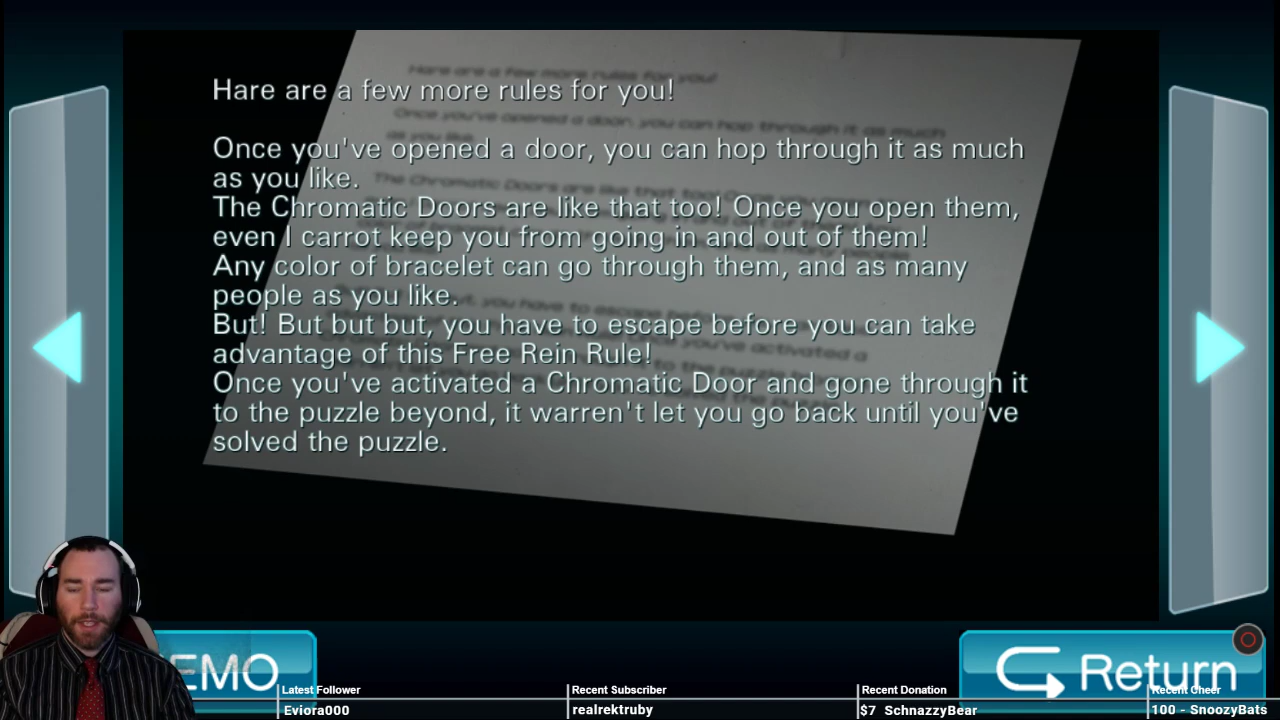 Hare are a few more rules for you!
Once you've opened a door, you can hop through it as much
as you like.
The Chromatic Doors are like that too! Once you open them,
even I carrot keep you from going in and out of them!
Any color of bracelet can go through them, and as many
people as you like.
But! But but but, you have to escape before you can take
advantage of this Free Rein Rule!
Once you've activated a Chromatic Door and gone through it
to the puzzle beyond, it warren't let you go back until you've
solved the puzzle.
EMO
Return
Latest Follower
Eviora000
Recent Subscriber
realrektruby
Recent Donation
$7 SchnazzyBear
Recent Cheer
100 - SnoozyBats